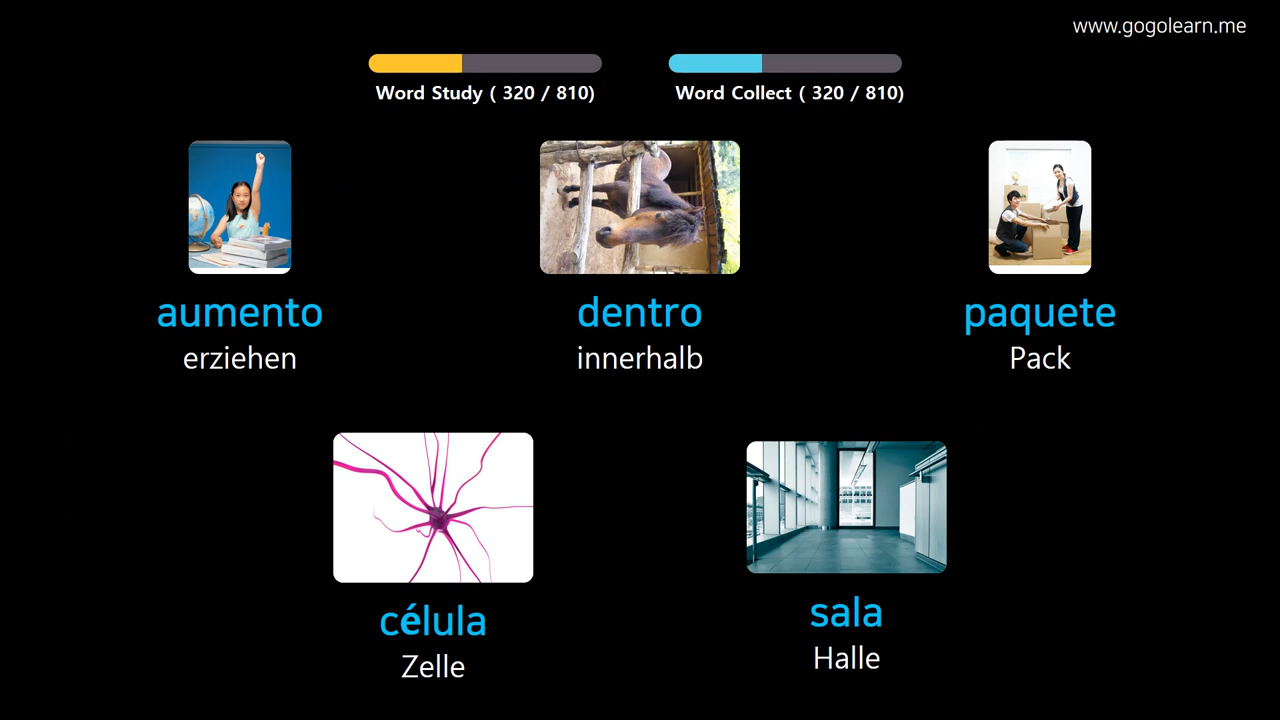 www.gogolearn.me
Word Study ( 320 / 810)
Word Collect ( 320 / 810)
aumento
erziehen
dentro
innerhalb
paquete
Pack
célula
Zelle
sala
Halle